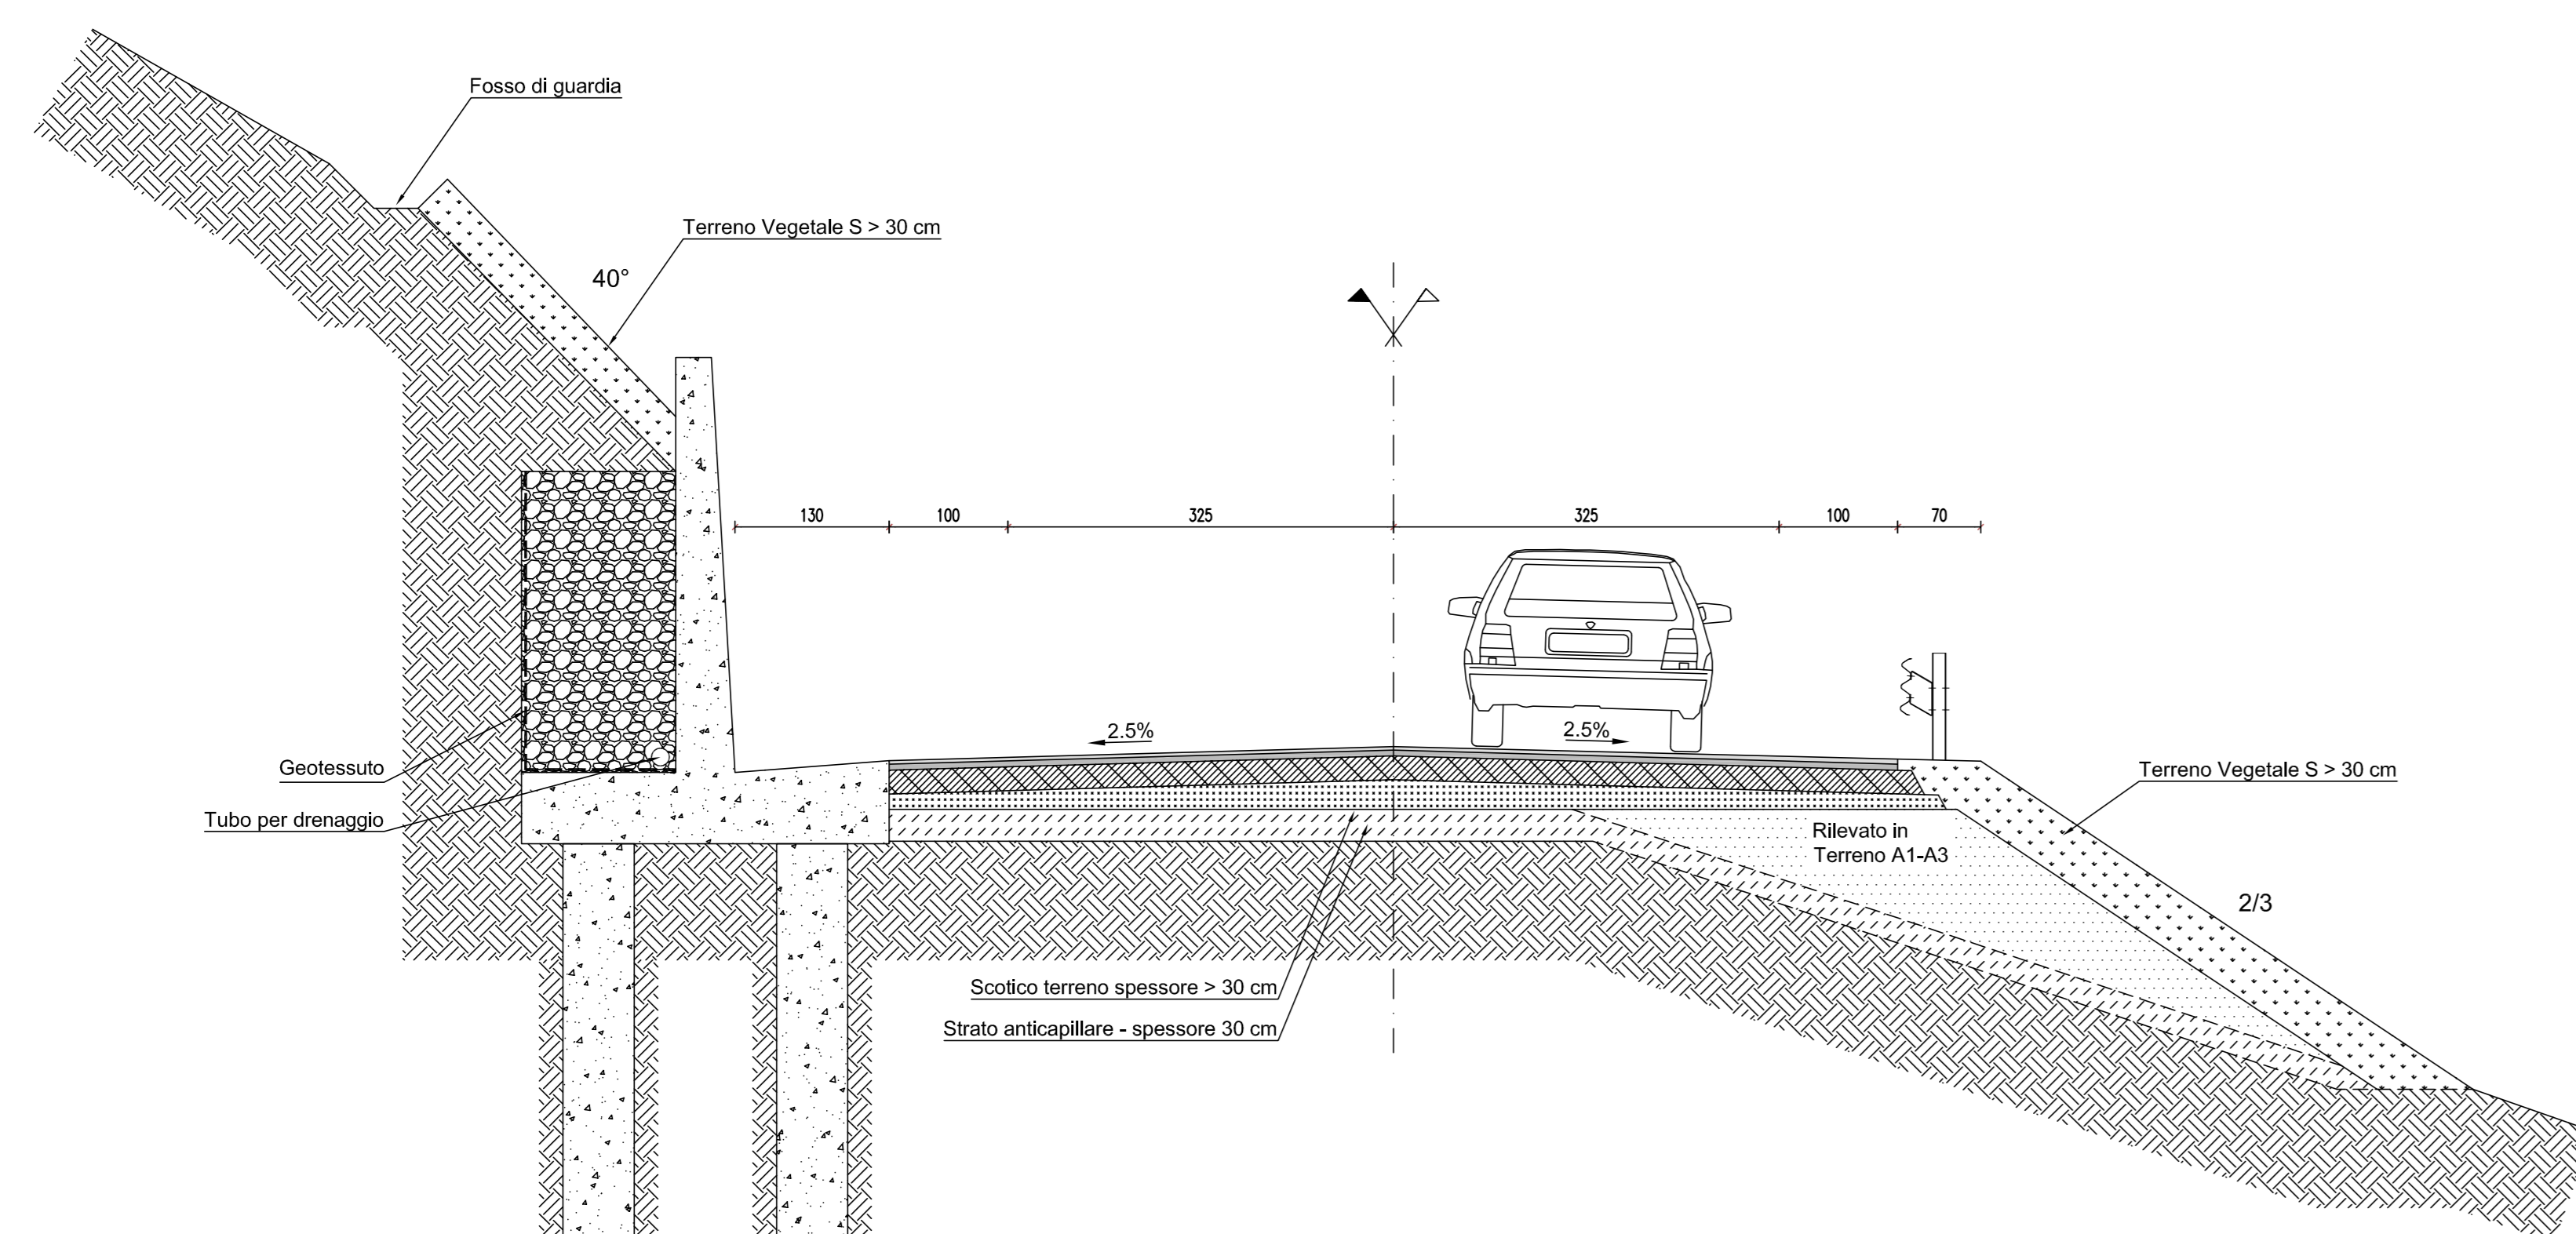 Fosso di guardia
Terreno Vegetale S > 30 cm
40°
130
100
325
325
100
70
2.5%
2.5%
Geotessuto
Tubo per drenaggio
Terreno Vegetale S > 30 cm
Rilevato in
Terreno A1-A3
2/3
Scotico terreno spessore > 30 cm
Strato anticapillare - spessore 30 cm